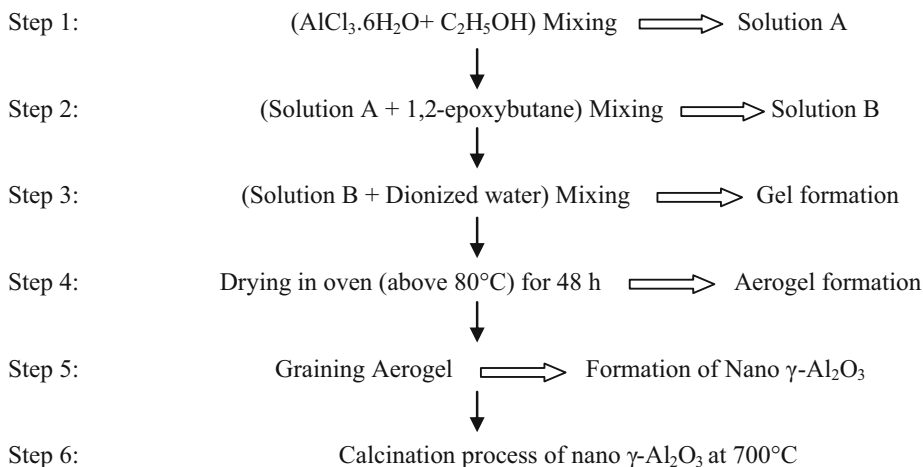 Step 1: (AlCl₃.6H₂O+ C₂H₅OH) Mixing Solution A
Step 2: (Solution A + 1,2-epoxybutane) Mixing Solution B
Step 3: (Solution B + Dionized water) Mixing Gel formation
Step 4: Drying in oven (above 80°C) for 48 h Aerogel formation
Step 5: Graining Aerogel Formation of Nano γ-Al₂O₃
Step 6: Calcination process of nano γ-Al₂O₃ at 700°C